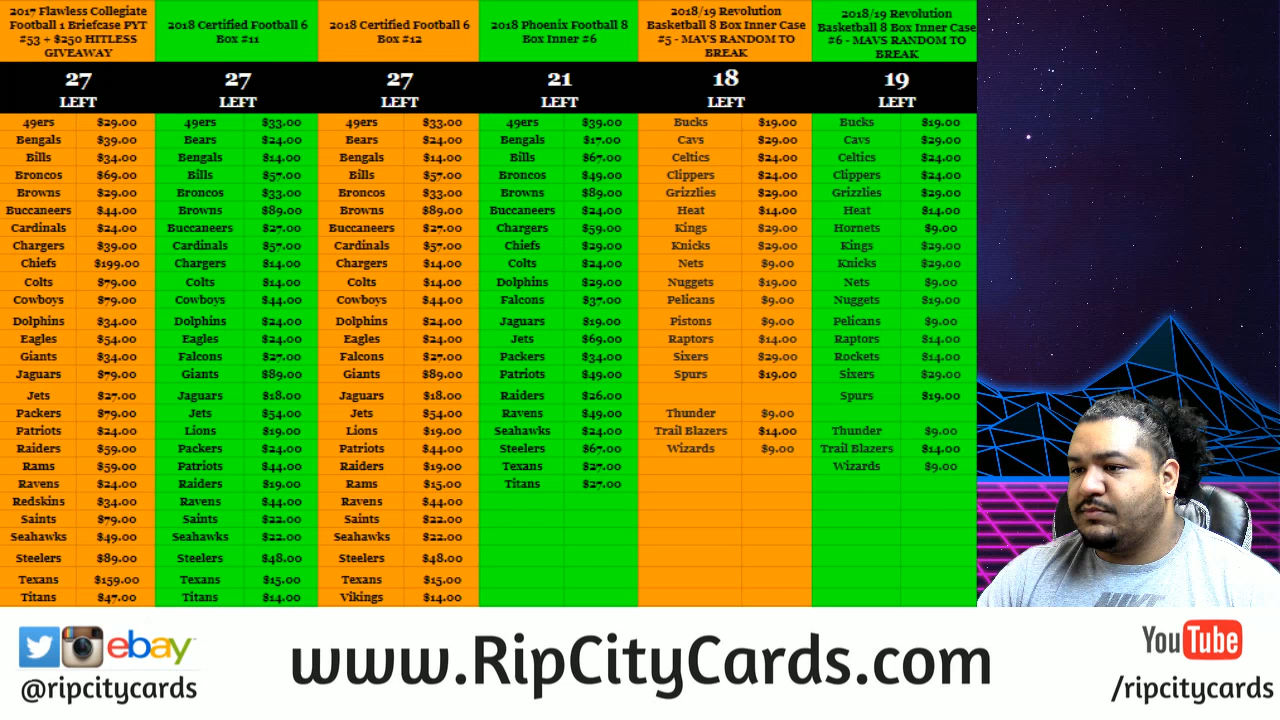 2017 Flawless Collegiate
Football 1 Briefcase PYT
#53 + $250 HITLESS
GIVEAWAY
27
LEFT
49ers $29.00
Bengals $39.00
Bills $34.00
Broncos $69.00
Browns $29.00
Buccaneers $44.00
Cardinals $24.00
Chargers $39.00
Chiefs $199.00
Colts $79.00
Cowboys $79.00
Dolphins $34.00
Eagles $54.00
Giants $34.00
Jaguars $79.00
Jets $27.00
Packers $79.00
Patriots $24.00
Raiders $59.00
Rams $59.00
Ravens $24.00
Redskins $34.00
Saints $79.00
Seahawks $49.00
Steelers $89.00
Texans $159.00
Titans $47.00
2018 Certified Football 6
Box #11
27
LEFT
49ers $33.00
Bears $24.00
Bengals $14.00
Bills $57.00
Broncos $33.00
Browns $89.00
Buccaneers $27.00
Cardinals $57.00
Chargers $14.00
Colts $14.00
Cowboys $44.00
Dolphins $24.00
Eagles $24.00
Falcons $27.00
Giants $89.00
Jaguars $18.00
Jets $54.00
Lions $19.00
Packers $24.00
Patriots $44.00
Raiders $19.00
Ravens $44.00
Saints $22.00
Seahawks $22.00
Steelers $48.00
Texans $15.00
Titans $14.00
2018 Certified Football 6
Box #12
27
LEFT
49ers $33.00
Bears $24.00
Bengals $14.00
Bills $57.00
Broncos $33.00
Browns $89.00
Buccaneers $27.00
Cardinals $57.00
Chargers $14.00
Colts $14.00
Cowboys $44.00
Dolphins $24.00
Eagles $24.00
Falcons $27.00
Giants $89.00
Jaguars $18.00
Jets $54.00
Lions $19.00
Patriots $44.00
Raiders $19.00
Rams $15.00
Ravens $44.00
Saints $22.00
Seahawks $22.00
Steelers $48.00
Texans $15.00
Vikings $14.00
2018 Phoenix Football 8
Box Inner #6
21
LEFT
49ers $39.00
Bengals $17.00
Bills $67.00
Broncos $49.00
Browns $89.00
Buccaneers $24.00
Chargers $59.00
Chiefs $29.00
Colts $24.00
Dolphins $29.00
Falcons $37.00
Jaguars $19.00
Jets $69.00
Packers $34.00
Patriots $49.00
Raiders $26.00
Ravens $49.00
Seahawks $24.00
Steelers $67.00
Texans $27.00
Titans $27.00
2018/19 Revolution
Basketball 8 Box Inner Case
#5 - MAVS RANDOM TO
BREAK
18
LEFT
Bucks $19.00
Cavs $29.00
Celtics $24.00
Clippers $24.00
Grizzlies $29.00
Heat $14.00
Kings $29.00
Knicks $29.00
Nets $9.00
Nuggets $19.00
Pelicans $9.00
Pistons $9.00
Raptors $14.00
Sixers $29.00
Spurs $19.00
Thunder $9.00
Trail Blazers $14.00
Wizards $9.00
2018/19 Revolution
Basketball 8 Box Inner Case
#6 - MAVS RANDOM TO
BREAK
19
LEFT
Bucks $19.00
Cavs $29.00
Celtics $24.00
Clippers $24.00
Grizzlies $29.00
Heat $14.00
Hornets $9.00
Kings $29.00
Knicks $29.00
Nets $9.00
Nuggets $19.00
Pelicans $9.00
Raptors $14.00
Rockets $14.00
Sixers $29.00
Spurs $19.00
Thunder $9.00
Trail Blazers $14.00
Wizards $9.00
NIKE
ebay
@ripcitycards
www.RipCityCards.com
YouTube
/ripcitycards